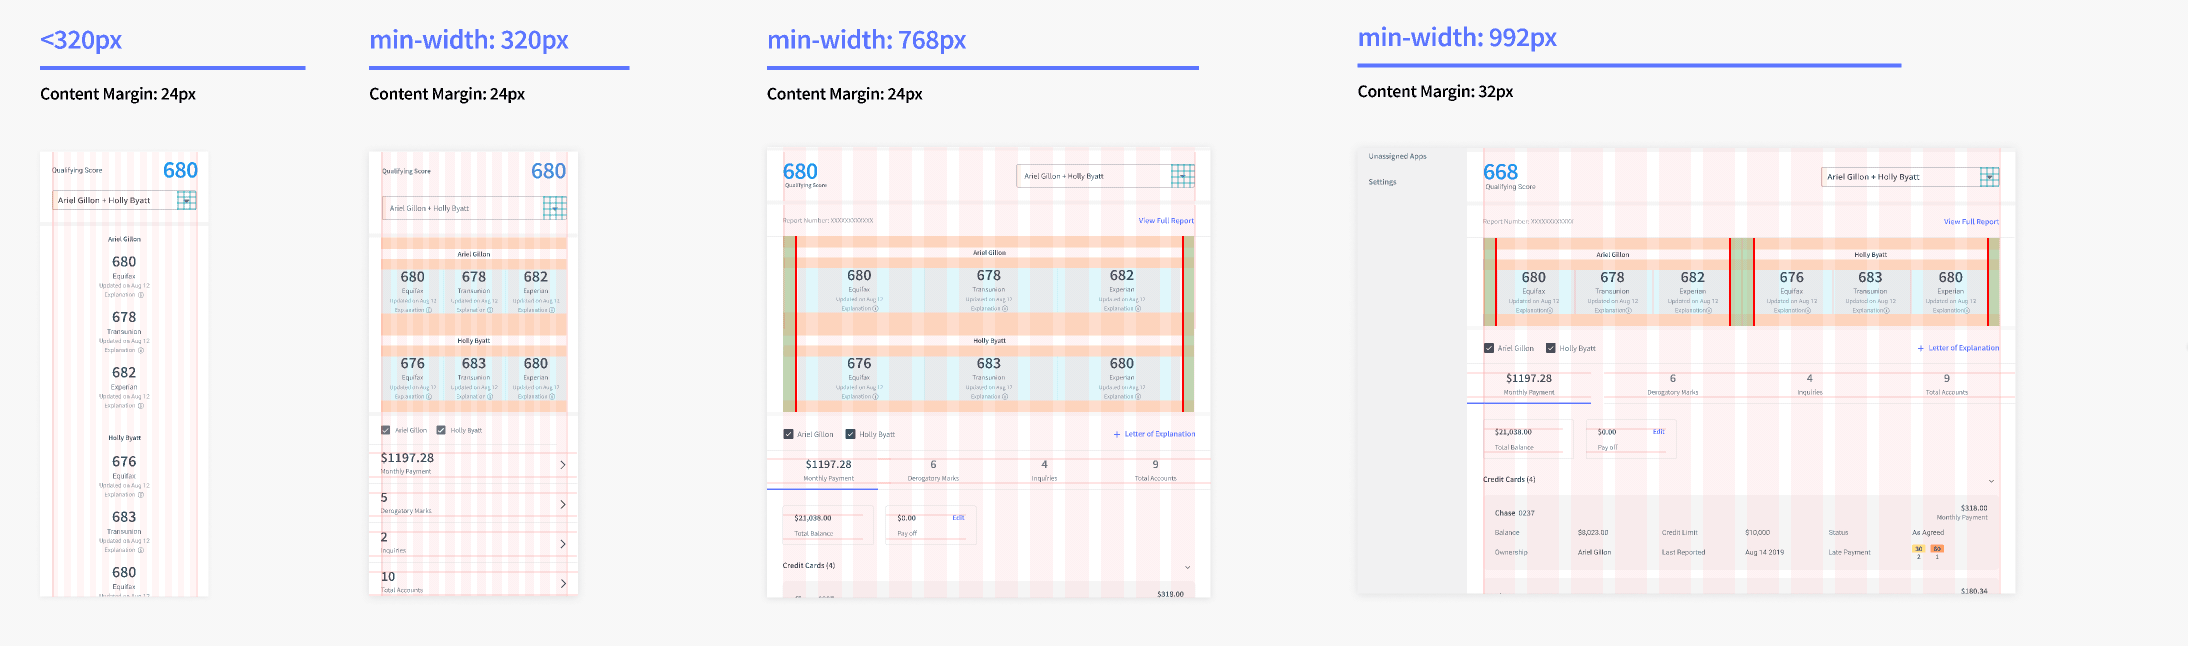 <320px
Content Margin: 24px
Qualifying Score
680
Ariel Gillon + Holly Byatt
Ariel Gillon
680
Equifax
Updated on Aug 12
Explanation
678
Transunion
Updated on Aug 12
Explanation
682
Experian
Updated on Aug 12
Explanation
Holly Byatt
676
Equifax
Updated on Aug 12
Explanation
683
Transunion
Updated on Aug 12
Explanation
680
Equifax
Updated on Aug 12
min-width: 320px
Content Margin: 24px
Qualifying Score
680
Ariel Gillon + Holly Byatt
Ariel Gillon
680 678 682
Equifax Transunion Experian
Updated on Aug 12 Updated on Aug 12 Updated on Aug 12
Explanation Explanation Explanation
Holly Byatt
676 683 680
Equifax Transunion Experian
Updated on Aug 12 Updated on Aug 12 Updated on Aug 12
Explanation Explanation Explanation
Ariel Gillon Holly Byatt
$1197.28
Monthly Payment
5
Derogatory Marks
2
Inquiries
10
Total Accounts
min-width: 768px
Content Margin: 24px
680
Qualifying Score
Ariel Gillon + Holly Byatt
Report Number: XXXXXXXXXXXX
View Full Report
Ariel Gillon
680 678 682
Equifax Transunion Experian
Updated on Aug 12 Updated on Aug 12 Updated on Aug 12
Explanation Explanation Explanation
Holly Byatt
676 683 680
Equifax Transunion Experian
Updated on Aug 12 Updated on Aug 12 Updated on Aug 12
Explanation Explanation Explanation
Ariel Gillon Holly Byatt
+ Letter of Explanation
$1197.28 6 4 9
Monthly Payment Derogatory Marks Inquiries Total Accounts
$21,038.00 $0.00 Edit
Total Balance Pay off
Credit Cards (4)
$318.00
min-width: 992px
Content Margin: 32px
Unassigned Apps
Settings
668
Qualifying Score
Ariel Gillon + Holly Byatt
Report Number: XXXXXXXXXXXX
View Full Report
Ariel Gillon Holly Byatt
680 678 682 676 683 680
Equifax Transunion Experian Equifax Transunion Experian
Updated on Aug 12 Updated on Aug 12 Updated on Aug 12 Updated on Aug 12 Updated on Aug 12 Updated on Aug 12
Explanation Explanation Explanation Explanation Explanation Explanation
Ariel Gillon Holly Byatt
+ Letter of Explanation
$1197.28 6 4 9
Monthly Payment Derogatory Marks Inquiries Total Accounts
$21,038.00 $0.00 Edit
Total Balance Pay off
Credit Cards (4)
Chase 0237
$318.00
Monthly Payment
Balance $8,023.00 Credit Limit $10,000 Status As Agreed
Ownership Ariel Gillon Last Reported Aug 14 2019 Late Payment 30 60
2 1
$180.34